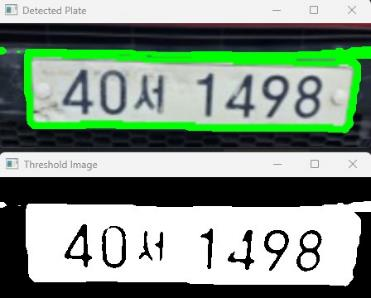 Detected Plate
40서 1498
Threshold Image
40서 1498